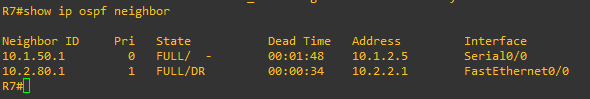 R7#show ip ospf neighbor
Neighbor ID     Pri   State           Dead Time   Address         Interface
10.1.50.1         0   FULL/  -        00:01:48    10.1.2.5        Serial0/0
10.2.80.1         1   FULL/DR         00:00:34    10.2.2.1        FastEthernet0/0
R7#